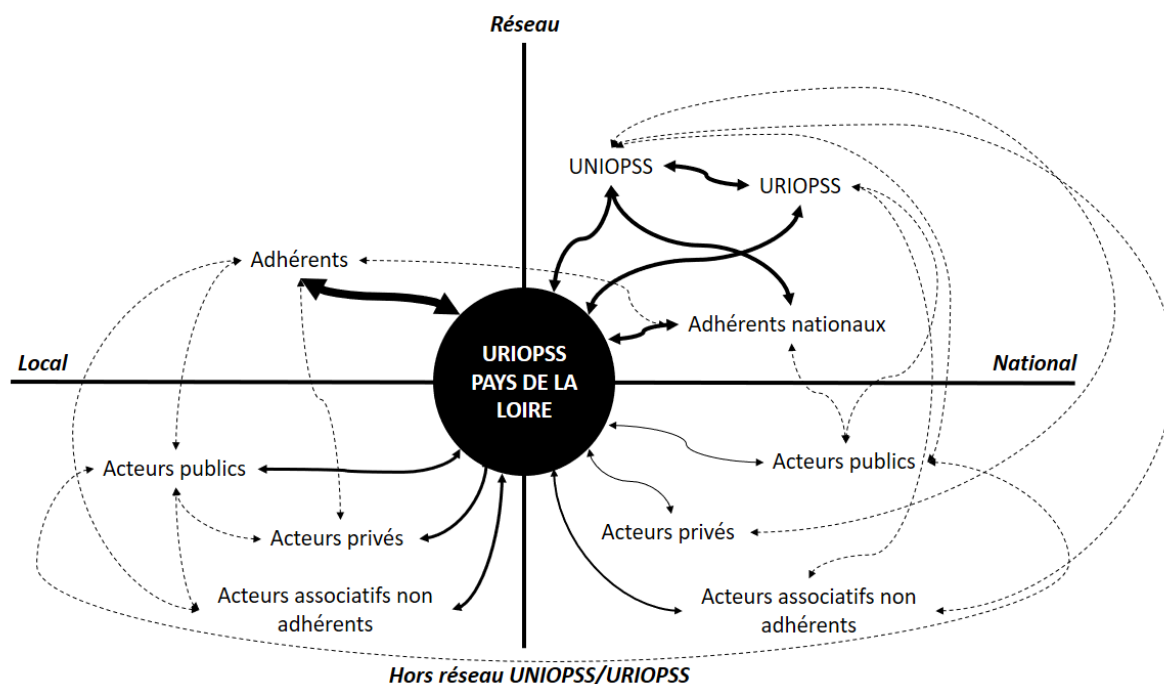 Réseau
UNIOPSS
URIOPSS
Adhérents
Adhérents nationaux
Local
National
URIOPSS
PAYS DE LA
LOIRE
Acteurs publics
Acteurs publics
Acteurs privés
Acteurs privés
Acteurs associatifs non
adhérents
Acteurs associatifs non
adhérents
Hors réseau UNIOPSS/URIOPSS